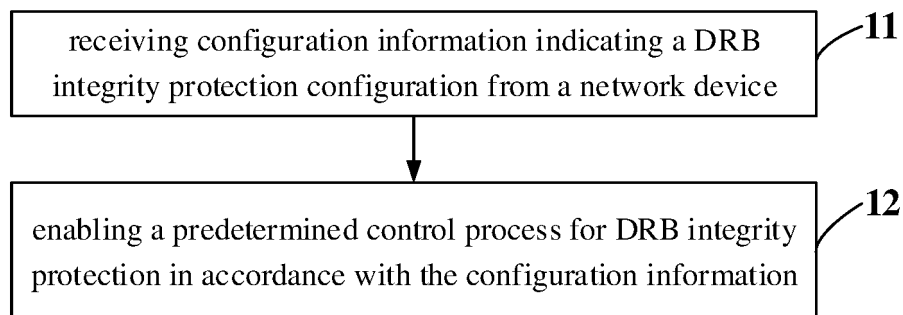 receiving configuration information indicating a DRB
integrity protection configuration from a network device
11
enabling a predetermined control process for DRB integrity
protection in accordance with the configuration information
12